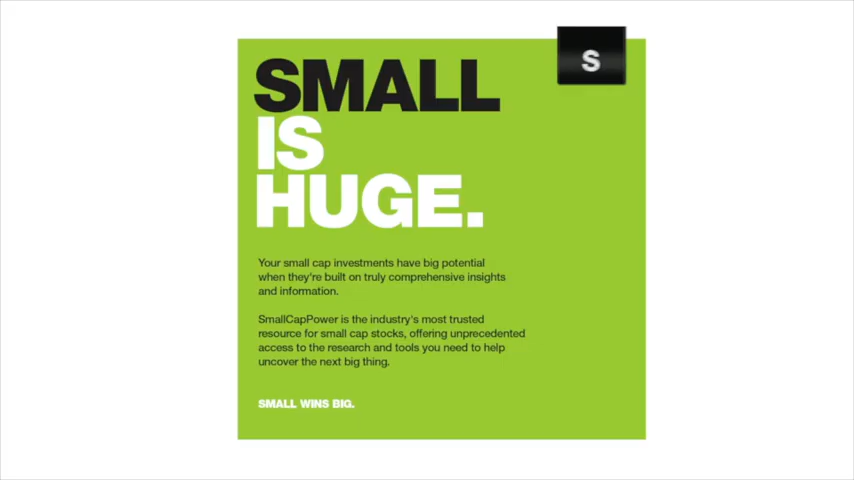 S
SMALL
IS
HUGE.
Your small cap investments have big potential
when they're built on truly comprehensive insights
and information.
SmallCapPower is the industry's most trusted
resource for small cap stocks, offering unprecedented
access to the research and tools you need to help
uncover the next big thing.
SMALL WINS BIG.